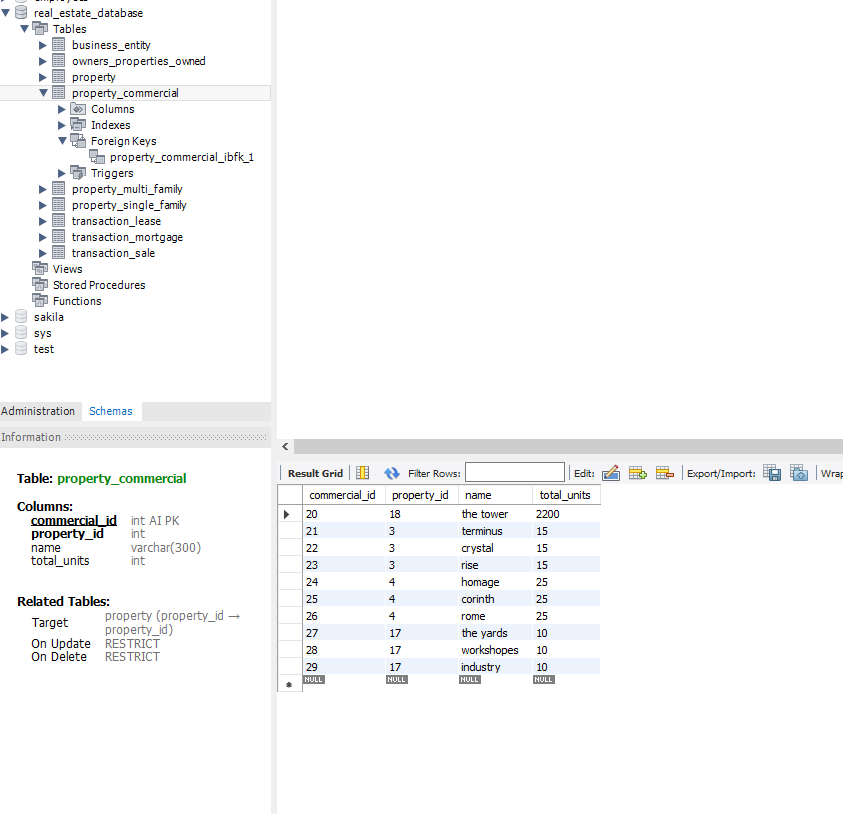 real_estate_database
Tables
business_entity
owners_properties_owned
property
property_commercial
Columns
Indexes
Foreign Keys
property_commercial_ibfk_1
Triggers
property_multi_family
property_single_family
transaction_lease
transaction_mortgage
transaction_sale
Views
Stored Procedures
Functions
sakila
sys
test
Administration Schemas
Information
Table: property_commercial
Columns:
commercial_id int AI PK
property_id int
name varchar(300)
total_units int
Related Tables:
Target property (property_id →
property_id)
On Update RESTRICT
On Delete RESTRICT
Result Grid Filter Rows: Edit: Export/Import: Wrap
commercial_id property_id name total_units
20 18 the tower 2200
21 3 terminus 15
22 3 crystal 15
23 3 rise 15
24 4 homage 25
25 4 corinth 25
26 4 rome 25
27 17 the yards 10
28 17 workshopes 10
29 17 industry 10
NULL NULL NULL NULL